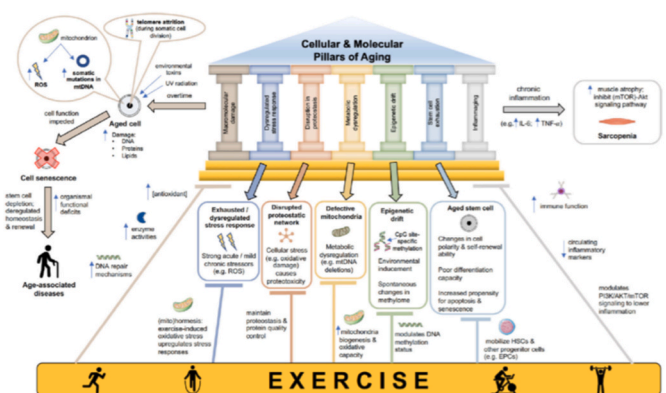 Cellular & Molecular
Pillars of Aging
telomere attrition
(during somatic cell
division)
mitochondrion
ROS
somatic
mutations in
mtDNA
environmental
toxins
UV radiation
overtime
Aged cell
cell function
impeded
Damage:
• DNA
• Proteins
• Lipids
Cell senescence
stem cell
depletion;
deregulated
homeostasis
& renewal
organismal
functional
deficits
Age-associated
diseases
Macromolecular
damage
Dysregulated
stress response
Disruption in
proteostasis
Metabolic
dysregulation
Epigenetic drift
Stem cell
exhaustion
Inflammaging
chronic
inflammation
(e.g. IL-6; TNF-α)
muscle atrophy;
inhibit (mTOR)-Akt
signaling pathway
Sarcopenia
[antioxidant]
enzyme
activities
DNA repair
mechanisms
Exhausted /
dysregulated
stress response
Strong acute / mild
chronic stressors
(e.g. ROS)
Disrupted
proteostatic
network
Cellular stress
(e.g. oxidative
damage)
causes
proteotoxicity
Defective
mitochondria
Metabolic
dysregulation
(e.g. mtDNA
deletions)
Epigenetic
drift
CpG site-
specific
methylation
Environmental
inducement
Spontaneous
changes in
methylome
Aged stem cell
Changes in cell
polarity & self-renewal
ability
Poor differentiation
capacity
Increased propensity
for apoptosis &
senescence
immune function
circulating
inflammatory
markers
modulates
PI3K/AKT/mTOR
signaling to lower
inflammation
(mito)hormesis:
exercise-induced
oxidative stress
upregulates stress
responses
maintain
proteostasis &
protein quality
control
mitochondria
biogenesis &
oxidative
capacity
modulates DNA
methylation
status
mobilize HSCs &
other progenitor cells
(e.g. EPCs)
EXERCISE